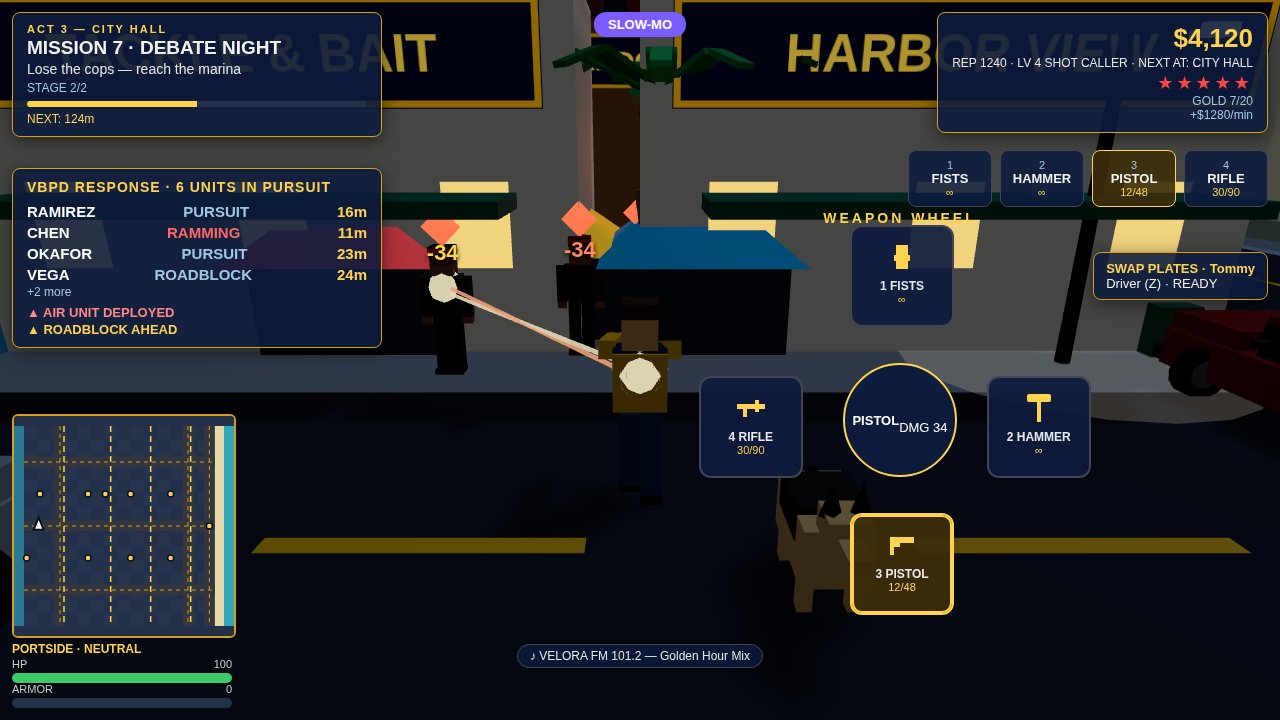 ACT 3 — CITY HALL
MISSION 7 · DEBATE NIGHT
Lose the cops — reach the marina
STAGE 2/2
NEXT: 124m
SLOW-MO
& BAIT
HARBOR VIEW
$4,120
REP 1240 · LV 4 SHOT CALLER · NEXT AT: CITY HALL
★★★★★
GOLD 7/20
+$1280/min
1
FISTS
∞
2
HAMMER
∞
3
PISTOL
12/48
4
RIFLE
30/90
VBPD RESPONSE · 6 UNITS IN PURSUIT
RAMIREZ PURSUIT 16m
CHEN RAMMING 11m
OKAFOR PURSUIT 23m
VEGA ROADBLOCK 24m
+2 more
▲ AIR UNIT DEPLOYED
▲ ROADBLOCK AHEAD
-34
-34
WEAPON WHEEL
1 FISTS
∞
SWAP PLATES · Tommy
Driver (Z) · READY
4 RIFLE
30/90
PISTOL DMG 34
2 HAMMER
∞
3 PISTOL
12/48
PORTSIDE · NEUTRAL
HP 100
ARMOR 0
♪ VELORA FM 101.2 — Golden Hour Mix